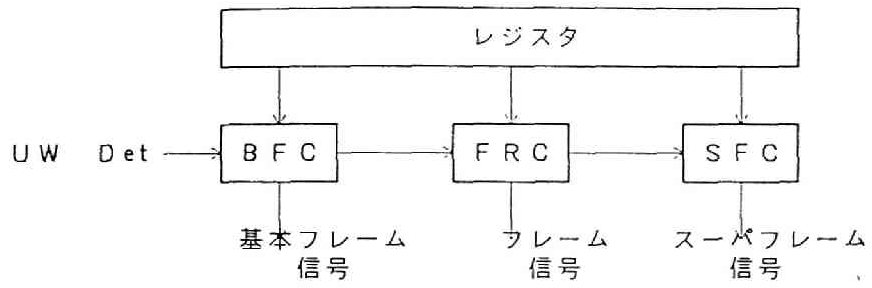 レジスタ
UW Det
BFC
FRC
SFC
基本フレーム
信号
フレーム
信号
スーパフレーム
信号